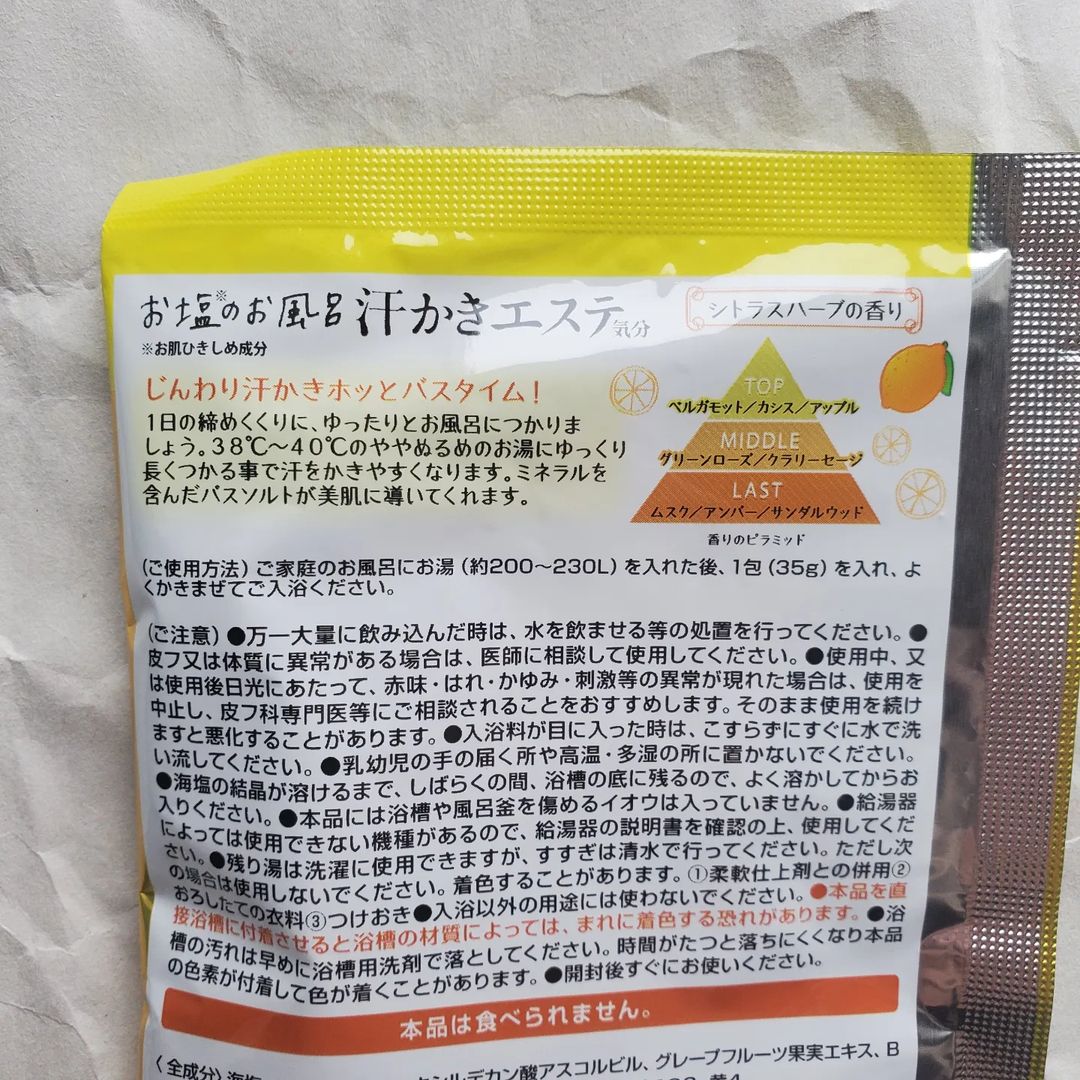 お塩※のお風呂 汗かきエステ気分
シトラスハーブの香り
※お肌ひきしめ成分
じんわり汗かきホッとバスタイム！
1日の締めくくりに、ゆったりとお風呂につかりま
しょう。38℃〜40℃のややぬるめのお湯にゆっくり
長くつかる事で汗をかきやすくなります。ミネラルを
含んだバスソルトが美肌に導いてくれます。
TOP
ベルガモット／カシス／アップル
MIDDLE
グリーンローズ／クラリーセージ
LAST
ムスク／アンバー／サンダルウッド
香りのピラミッド
(ご使用方法) ご家庭のお風呂にお湯 (約200〜230L) を入れた後、1包 (35g) を入れ、よ
くかきまぜてご入浴ください。
(ご注意) ●万一大量に飲み込んだ時は、水を飲ませる等の処置を行ってください。●
皮フ又は体質に異常がある場合は、医師に相談して使用してください。●使用中、又
は使用後日光にあたって、赤味・はれ・かゆみ・刺激等の異常が現れた場合は、使用を
中止し、皮フ科専門医等にご相談されることをおすすめします。そのまま使用を続け
ますと悪化することがあります。●入浴料が目に入った時は、こすらずにすぐに水で洗
い流してください。●乳幼児の手の届く所や高温・多湿の所に置かないでください。
●海塩の結晶が溶けるまで、しばらくの間、浴槽の底に残るので、よく溶かしてからお
入りください。●本品には浴槽や風呂釜を傷めるイオウは入っていません。●給湯器
によっては使用できない機種があるので、給湯器の説明書を確認の上、使用してくだ
さい。●残り湯は洗濯に使用できますが、すすぎは清水で行ってください。ただし次
の場合は使用しないでください。着色することがあります。①柔軟仕上剤との併用②
おろしたての衣料③つけおき●入浴以外の用途には使わないでください。●本品を直
接浴槽に付着させると浴槽の材質によっては、まれに着色する恐れがあります。●浴
槽の汚れは早めに浴槽用洗剤で落としてください。時間がたつと落ちにくくなり本品
の色素が付着して色が着くことがあります。●開封後すぐにお使いください。
本品は食べられません。
〈全成分〉海塩、 デカン酸アスコルビル、グレープフルーツ果実エキス、B
黄4